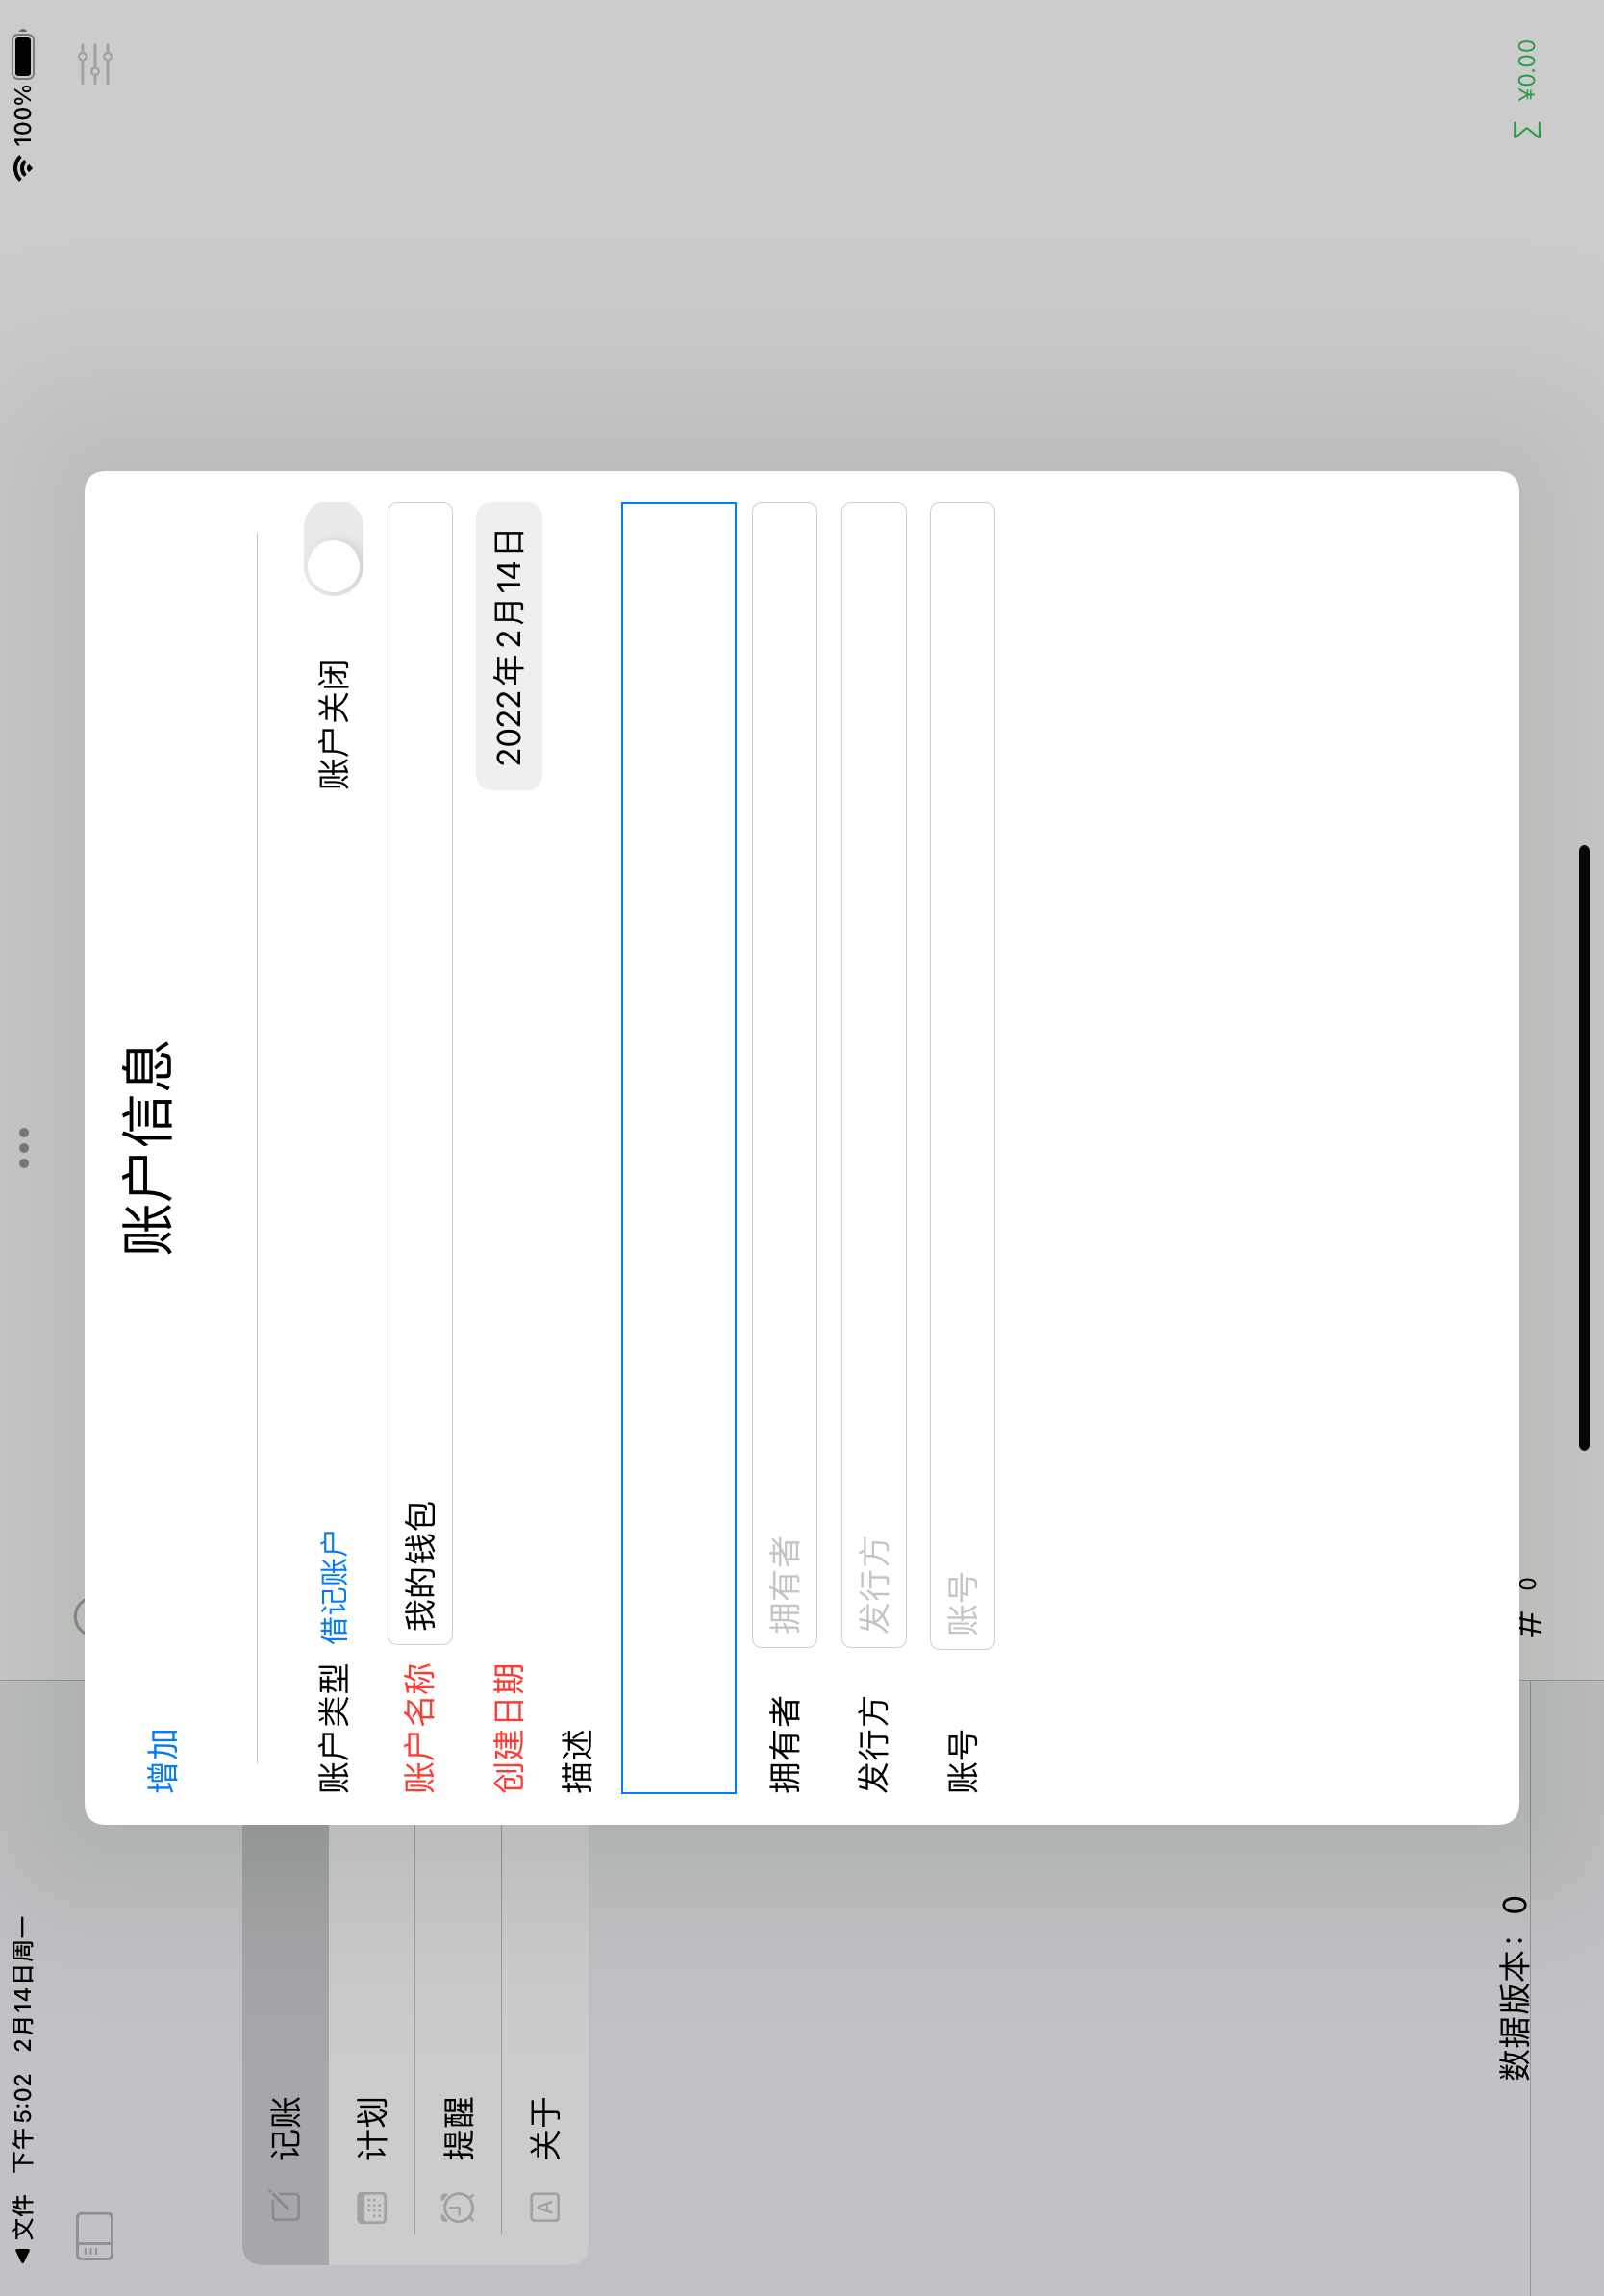 文件 下午5:02 2月14日周一
100%
增加
账户信息
账户类型 借记账户
账户关闭
账户名称 我的钱包
创建日期
2022年2月14日
描述
拥有者 拥有者
发行方 发行方
账号 账号
记账
计划
提醒
关于
数据版本：0
# 0
∑ ¥0.00